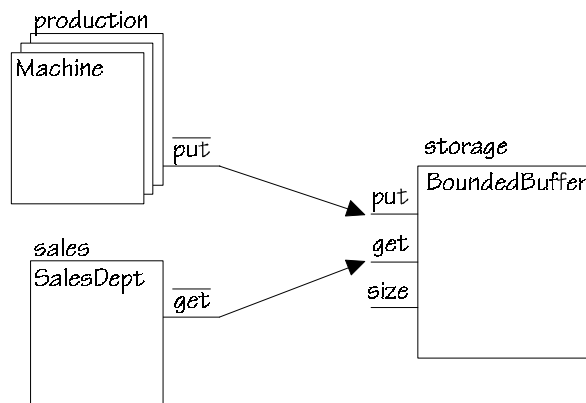 production
Machine
put
storage
BoundedBuffer
put
get
size
sales
SalesDept
get